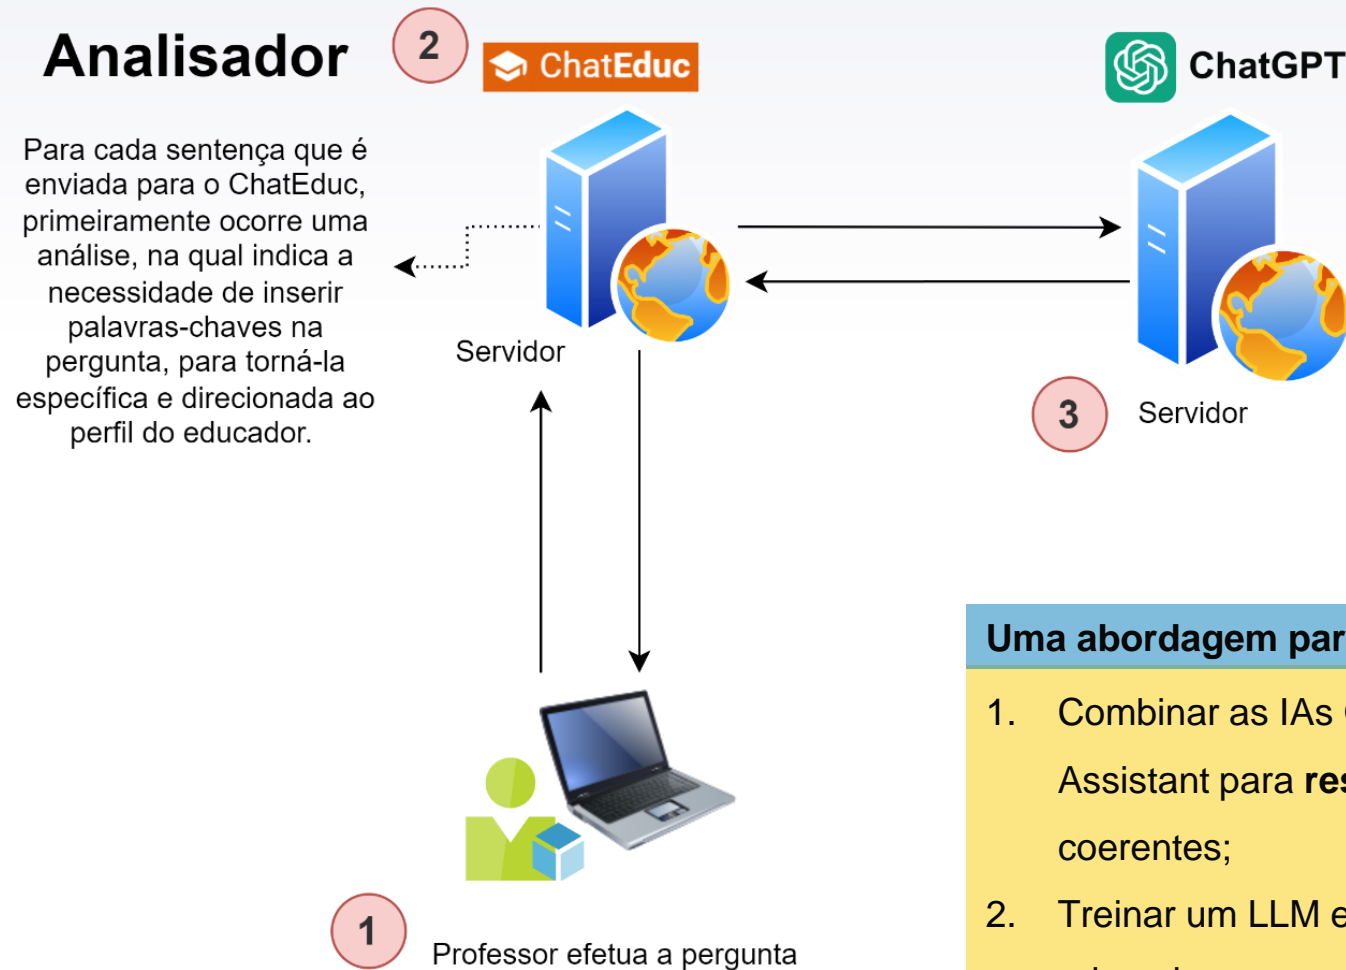 Analisador
2
ChatEduc
ChatGPT
Para cada sentença que é
enviada para o ChatEduc,
primeiramente ocorre uma
análise, na qual indica a
necessidade de inserir
palavras-chaves na
pergunta, para torná-la
específica e direcionada ao
perfil do educador.
Servidor
3
Servidor
1
Professor efetua a pergunta
Uma abordagem par
1. Combinar as IAs
Assistant para res
coerentes;
2. Treinar um LLM e